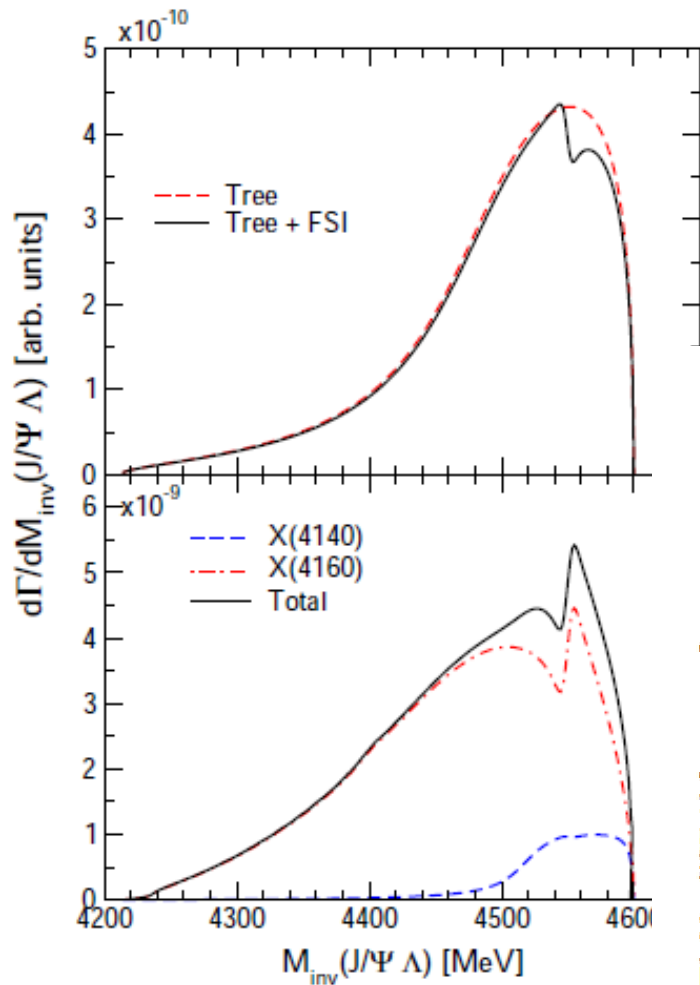 x10^-10
5
4
3
2
1
0
Tree
Tree + FSI
dΓ/dM_inv(J/Ψ Λ) [arb. units]
x10^-9
6
5
4
3
2
1
0
X(4140)
X(4160)
Total
4200 4300 4400 4500 4600
M_inv(J/Ψ Λ) [MeV]